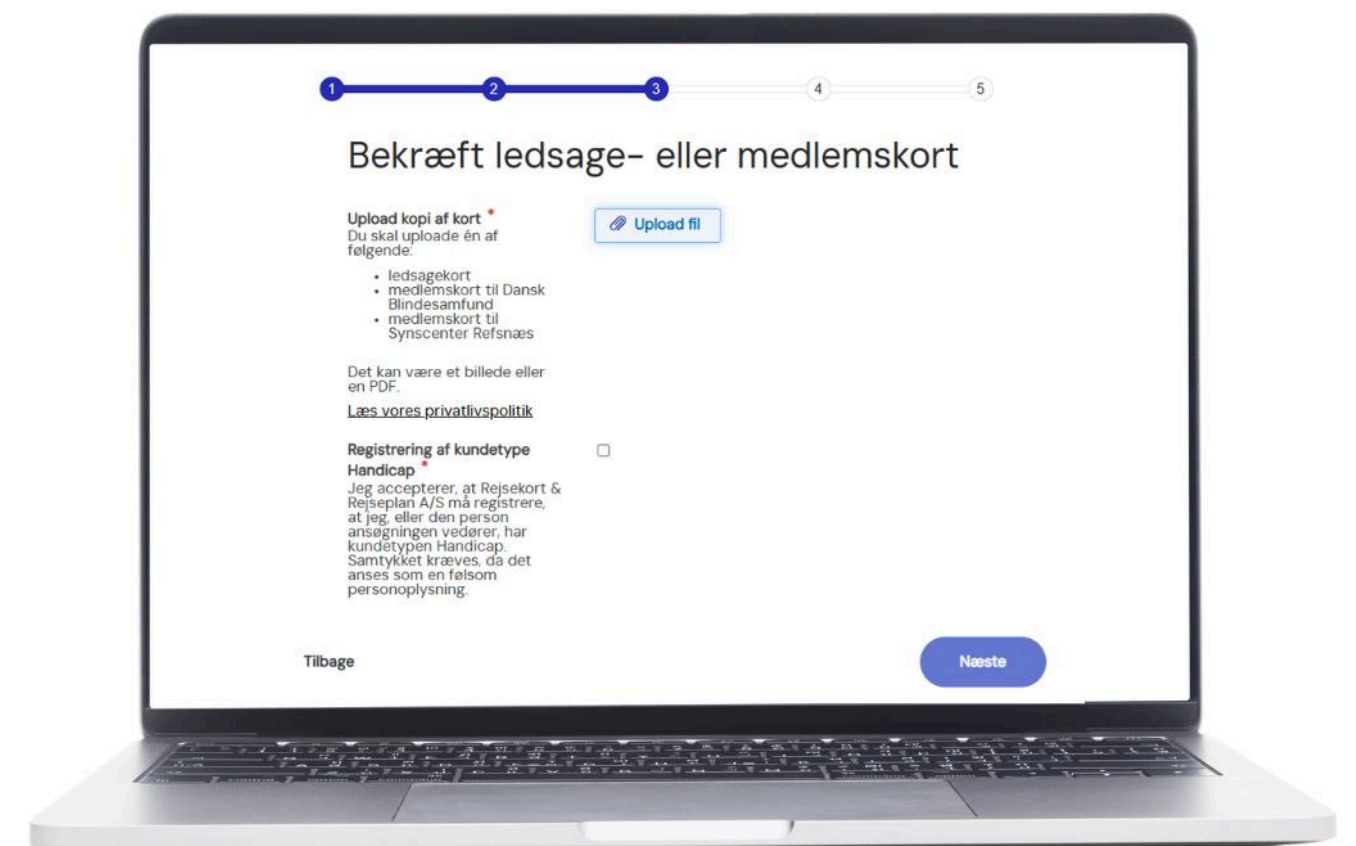 1 2 3 4 5
Bekræft ledsage- eller medlemskort
Upload kopi af kort *
Upload fil
Du skal uploade én af
følgende:
• ledsagekort
• medlemskort til Dansk
Blindesamfund
• medlemskort til
Synscenter Refsnæs
Det kan være et billede eller
en PDF.
Læs vores privatlivspolitik
Registrering af kundetype
Handicap *
Jeg accepterer, at Rejsekort &
Rejseplan A/S må registrere,
at jeg, eller den person
ansøgningen vedører, har
kundetypen Handicap.
Samtykket kræves, da det
anses som en følsom
personoplysning.
Tilbage
Næste